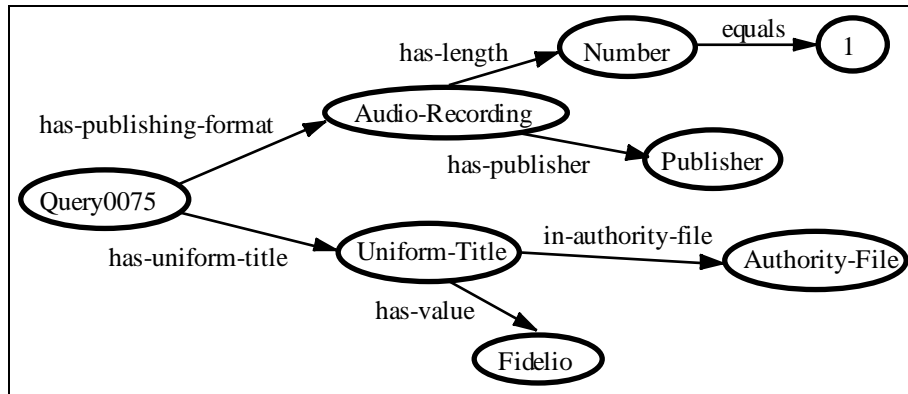 equals
Number
1
has-length
Audio-Recording
has-publishing-format
has-publisher
Publisher
Query0075
has-uniform-title
Uniform-Title
in-authority-file
Authority-File
has-value
Fidelio